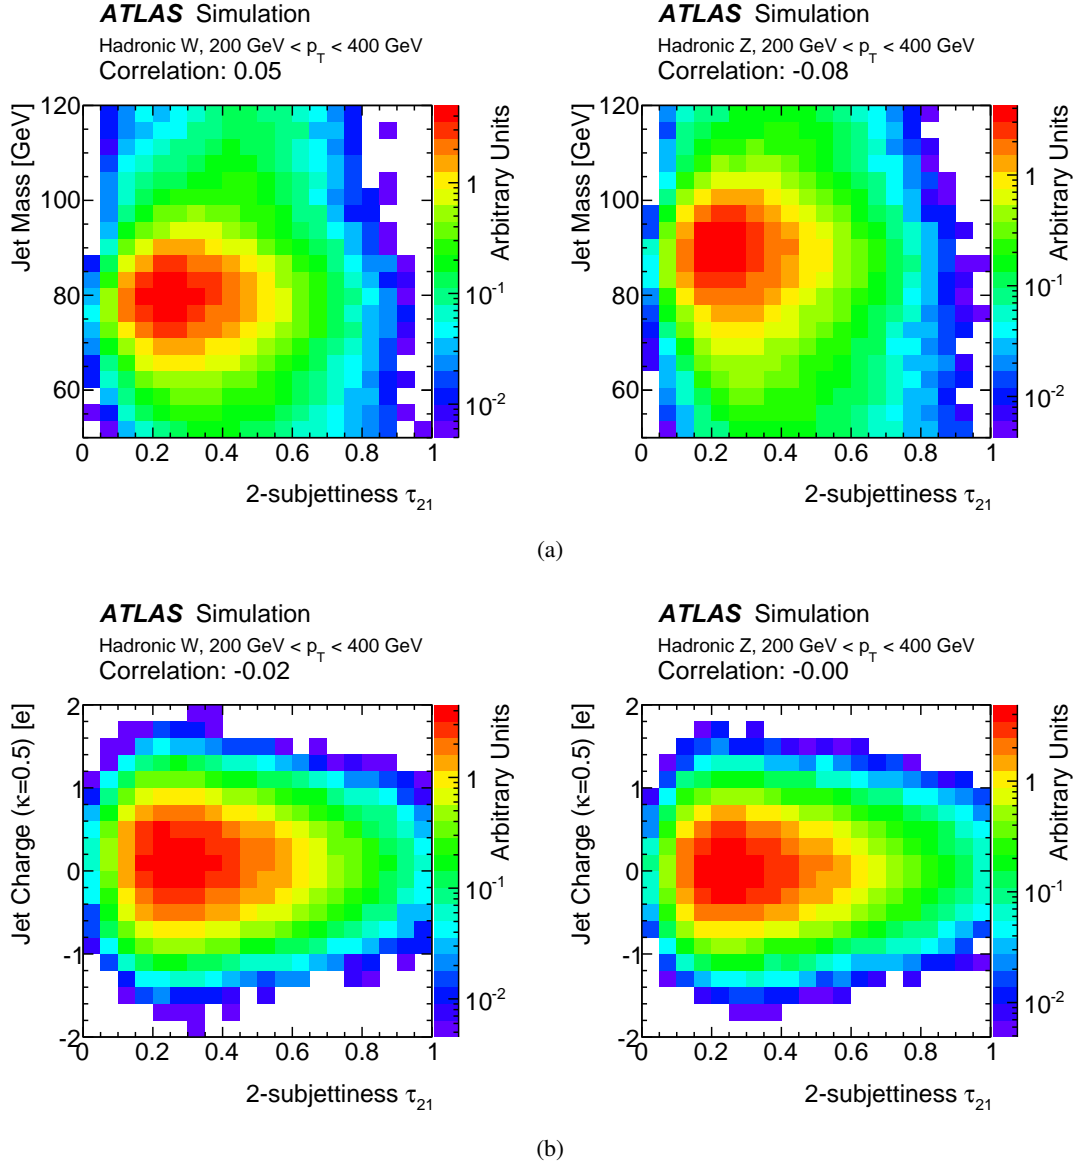 ATLAS Simulation
Hadronic W, 200 GeV < p_T < 400 GeV
Correlation: 0.05
Jet Mass [GeV]
120
100
80
60
0 0.2 0.4 0.6 0.8 1
2-subjettiness τ_21
Arbitrary Units
1
10^-1
10^-2
ATLAS Simulation
Hadronic Z, 200 GeV < p_T < 400 GeV
Correlation: -0.08
Jet Mass [GeV]
120
100
80
60
0 0.2 0.4 0.6 0.8 1
2-subjettiness τ_21
Arbitrary Units
1
10^-1
10^-2
(a)
ATLAS Simulation
Hadronic W, 200 GeV < p_T < 400 GeV
Correlation: -0.02
Jet Charge (κ=0.5) [e]
2
1
0
-1
-2
0 0.2 0.4 0.6 0.8 1
2-subjettiness τ_21
Arbitrary Units
1
10^-1
10^-2
ATLAS Simulation
Hadronic Z, 200 GeV < p_T < 400 GeV
Correlation: -0.00
Jet Charge (κ=0.5) [e]
2
1
0
-1
-2
0 0.2 0.4 0.6 0.8 1
2-subjettiness τ_21
Arbitrary Units
1
10^-1
10^-2
(b)